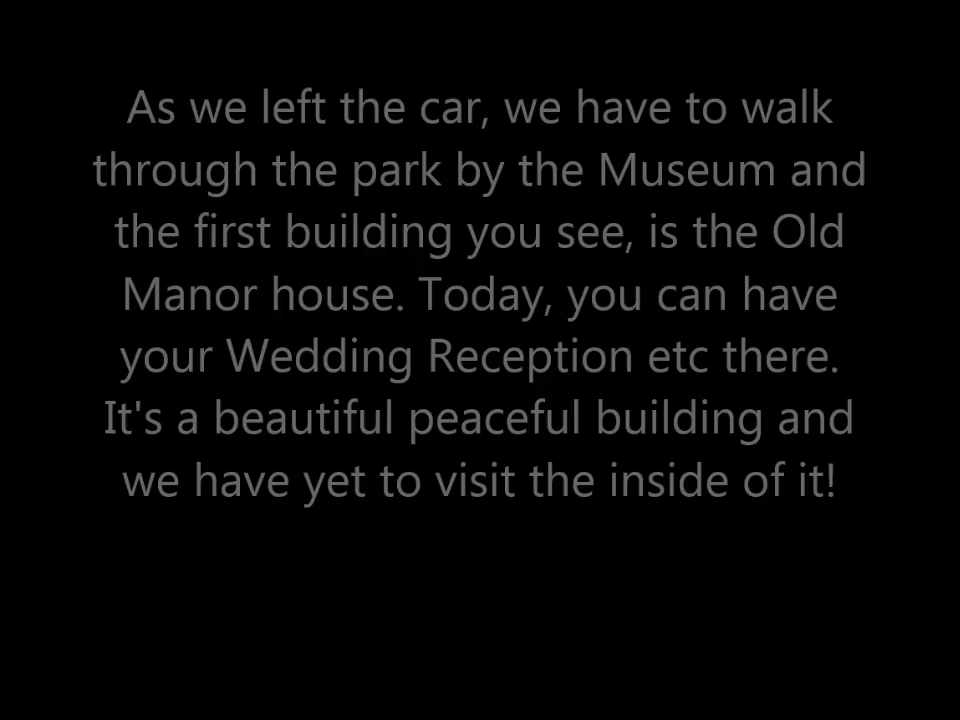 As we left the car, we have to walk
through the park by the Museum and
the first building you see, is the Old
Manor house. Today, you can have
your Wedding Reception etc there.
It's a beautiful peaceful building and
we have yet to visit the inside of it!